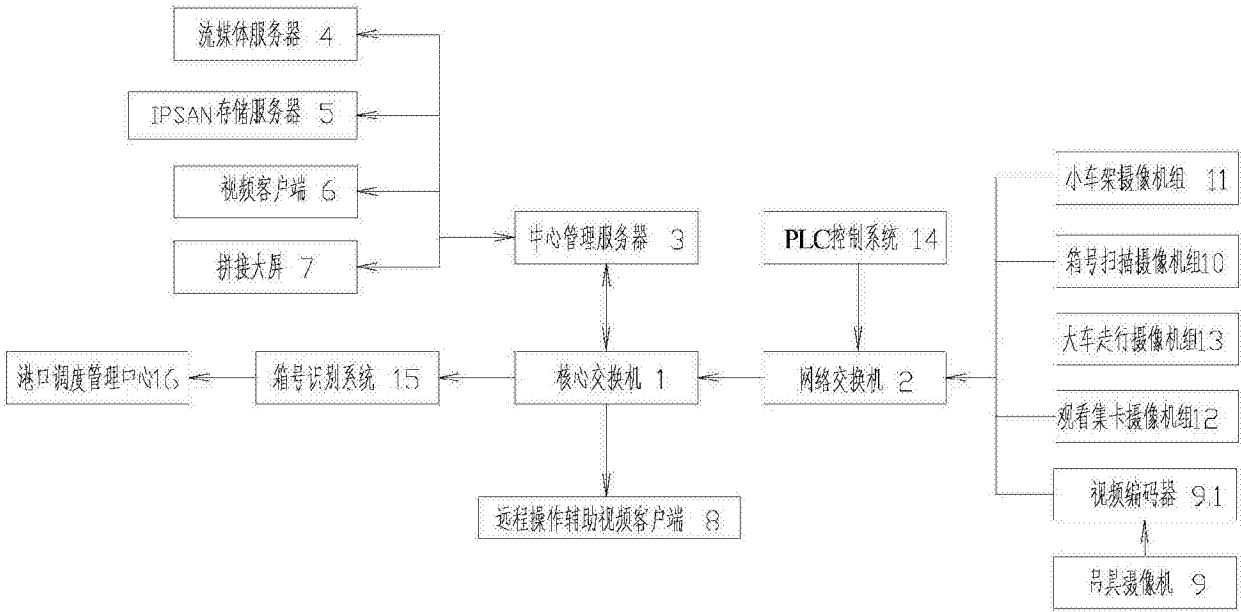 流媒体服务器 4
IPSAN存储服务器 5
视频客户端 6
拼接大屏 7
中心管理服务器 3
PLC控制系统 14
小车架摄像机组 11
箱号扫描摄像机组10
大车走行摄像机组13
观看集卡摄像机组12
港口调度管理中心16
箱号识别系统 15
核心交换机 1
网络交换机 2
视频编码器 9.1
远程操作辅助视频客户端 8
吊具摄像机 9